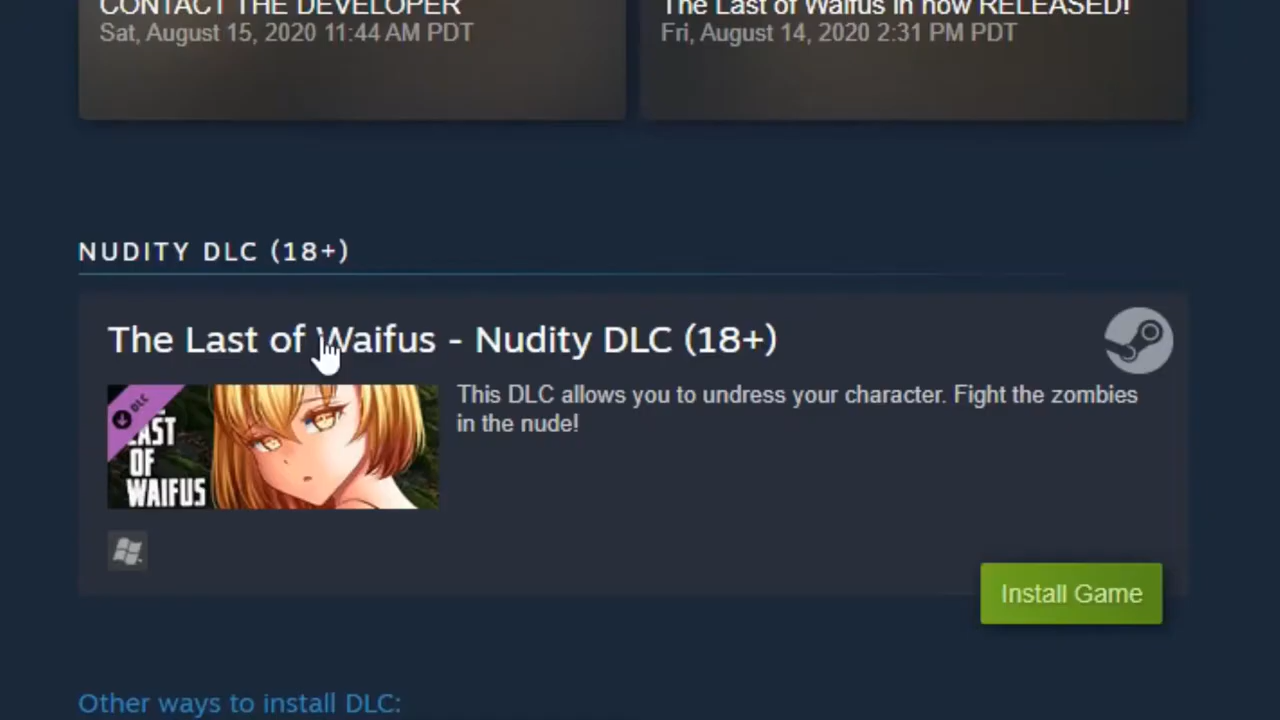 CONTACT THE DEVELOPER
Sat, August 15, 2020 11:44 AM PDT
The Last of Waifus in now RELEASED!
Fri, August 14, 2020 2:31 PM PDT
NUDITY DLC (18+)
The Last of Waifus - Nudity DLC (18+)
DLC
LAST
OF
WAIFUS
This DLC allows you to undress your character. Fight the zombies
in the nude!
Install Game
Other ways to install DLC: